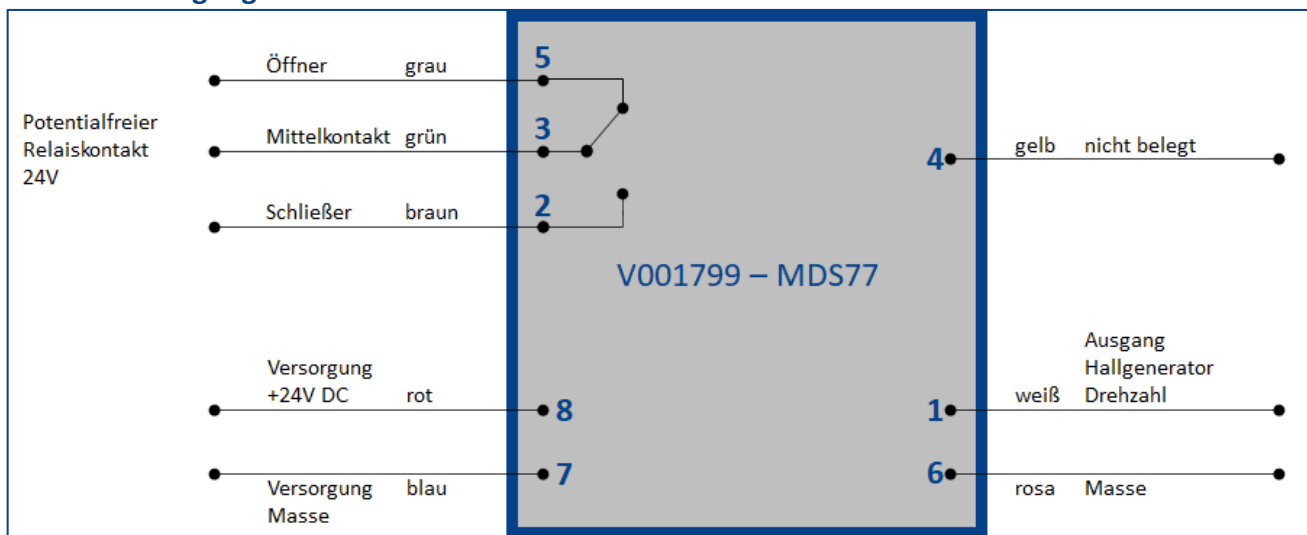 Öffner grau 5
Potentialfreier
Relaiskontakt
24V
Mittelkontakt grün 3
Schließer braun 2
4 gelb nicht belegt
V001799 – MDS77
Versorgung
+24V DC rot 8
Versorgung blau 7
Masse
Ausgang
Hallgenerator
1 weiß Drehzahl
6 rosa Masse